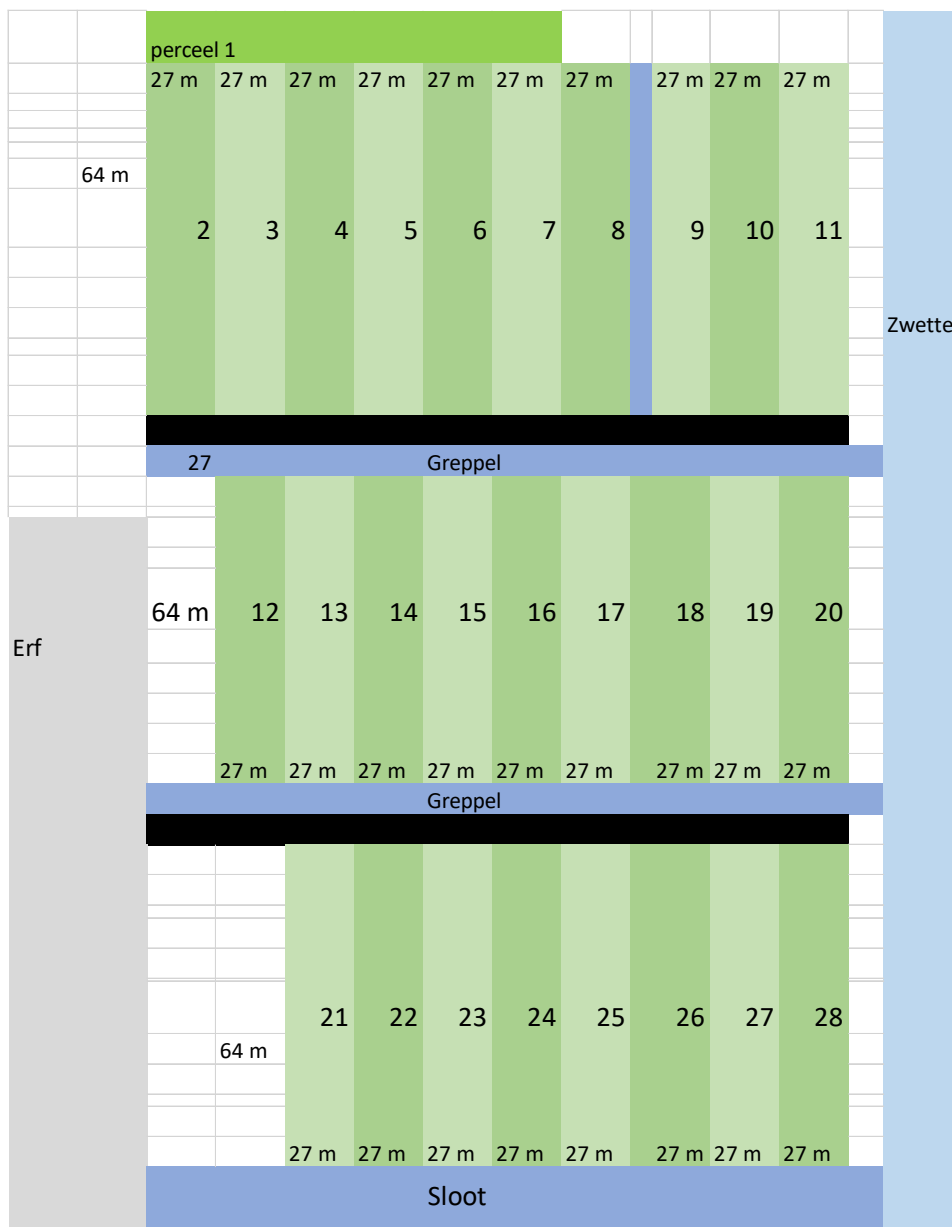 perceel 1
27 m 27 m 27 m 27 m 27 m 27 m 27 m 27 m 27 m 27 m
64 m
2 3 4 5 6 7 8 9 10 11
Zwette
27 Greppel
64 m 12 13 14 15 16 17 18 19 20
Erf
27 m 27 m 27 m 27 m 27 m 27 m 27 m 27 m 27 m
Greppel
21 22 23 24 25 26 27 28
64 m
27 m 27 m 27 m 27 m 27 m 27 m 27 m 27 m
Sloot